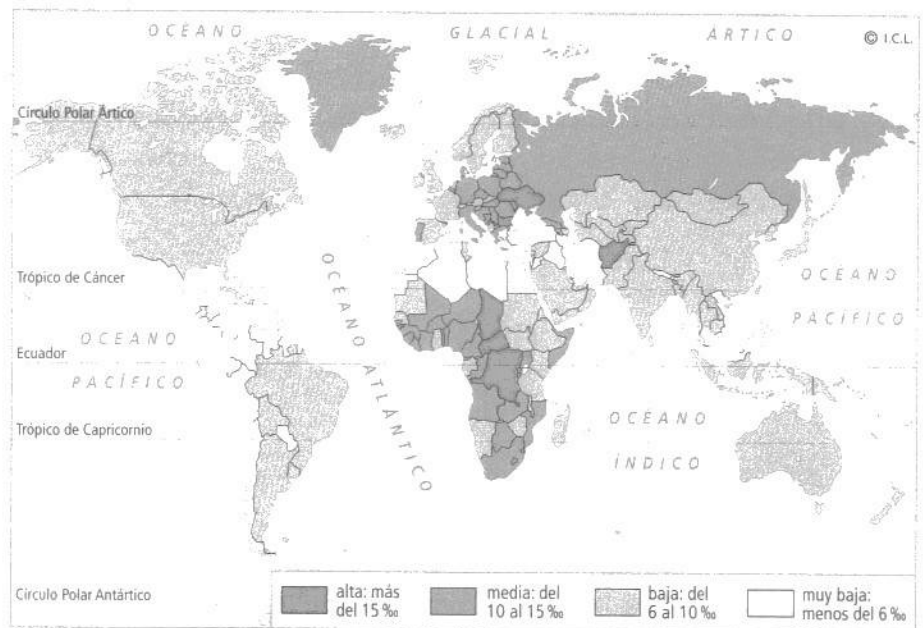 OCÉANO GLACIAL ÁRTICO
© I.C.L.
Círculo Polar Ártico
Trópico de Cáncer
OCÉANO ATLÁNTICO
OCÉANO PACÍFICO
Ecuador
OCEANO PACÍFICO
Trópico de Capricornio
OCÉANO ÍNDICO
Círculo Polar Antártico
alta: más
del 15 ‰
media: del
10 al 15 ‰
baja: del
6 al 10 ‰
muy baja:
menos del 6 ‰